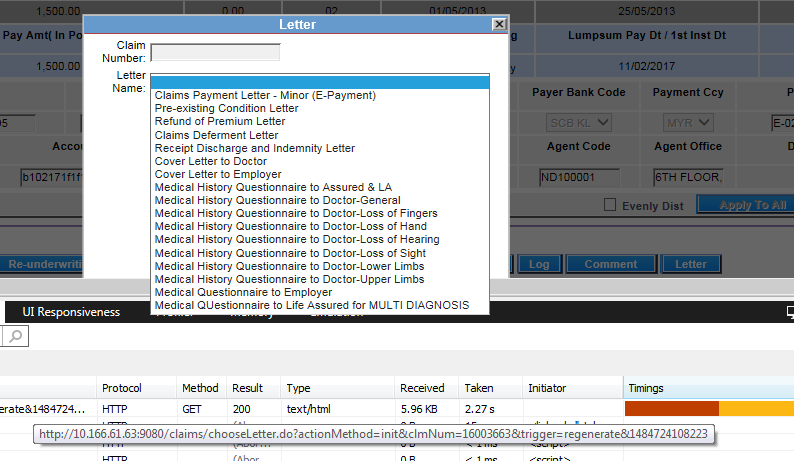 1,500.00 0.00 02 01/05/2013 25/05/2013
Letter
Pay Amt( In Po
Lumpsum Pay Dt / 1st Inst Dt
1,500.00
11/02/2017
Claim Number:
Letter Name:
Claims Payment Letter - Minor (E-Payment)
Pre-existing Condition Letter
Refund of Premium Letter
Claims Deferment Letter
Receipt Discharge and Indemnity Letter
Cover Letter to Doctor
Cover Letter to Employer
Medical History Questionnaire to Assured & LA
Medical History Questionnaire to Doctor-General
Medical History Questionnaire to Doctor-Loss of Fingers
Medical History Questionnaire to Doctor-Loss of Hand
Medical History Questionnaire to Doctor-Loss of Hearing
Medical History Questionnaire to Doctor-Loss of Sight
Medical History Questionnaire to Doctor-Lower Limbs
Medical History Questionnaire to Doctor-Upper Limbs
Medical Questionnaire to Employer
Medical QUestionnaire to Life Assured for MULTI DIAGNOSIS
Payer Bank Code Payment Ccy P
SCB KL MYR E-02
Accou Agent Code Agent Office D
b102171f1f ND100001 6TH FLOOR,
Evenly Dist Apply To All
Re-underwriti Log Comment Letter
UI Responsiveness
Protocol Method Result Type Received Taken Initiator Timings
erate&1484724... HTTP GET 200 text/html 5.96 KB 2.27 s
http://10.166.61.63:9080/claims/chooseLetter.do?actionMethod=init&clmNum=16003663&trigger=regenerate&1484724108223
HTTP (Abor < 1 ms <script>